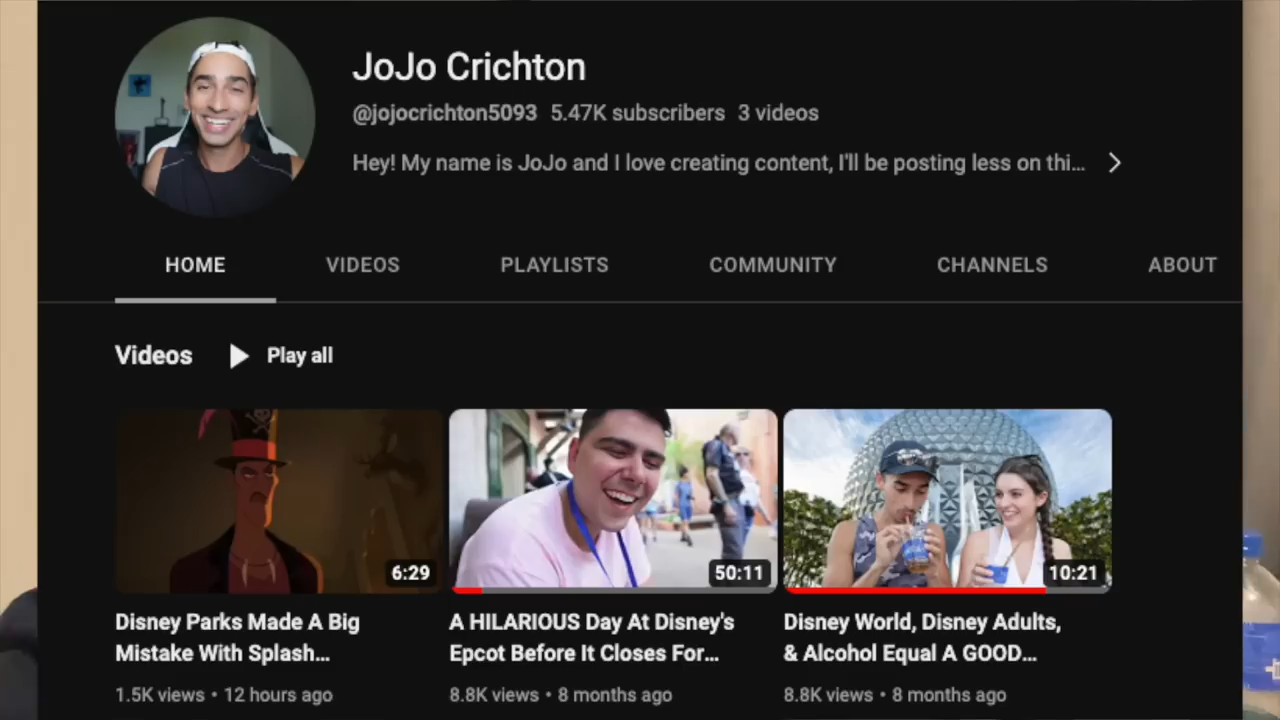 JoJo Crichton
@jojocrichton5093 5.47K subscribers 3 videos
Hey! My name is JoJo and I love creating content, I'll be posting less on thi...
HOME VIDEOS PLAYLISTS COMMUNITY CHANNELS ABOUT
Videos Play all
6:29
50:11
10:21
Disney Parks Made A Big
Mistake With Splash...
1.5K views • 12 hours ago
A HILARIOUS Day At Disney's
Epcot Before It Closes For...
8.8K views • 8 months ago
Disney World, Disney Adults,
& Alcohol Equal A GOOD...
8.8K views • 8 months ago